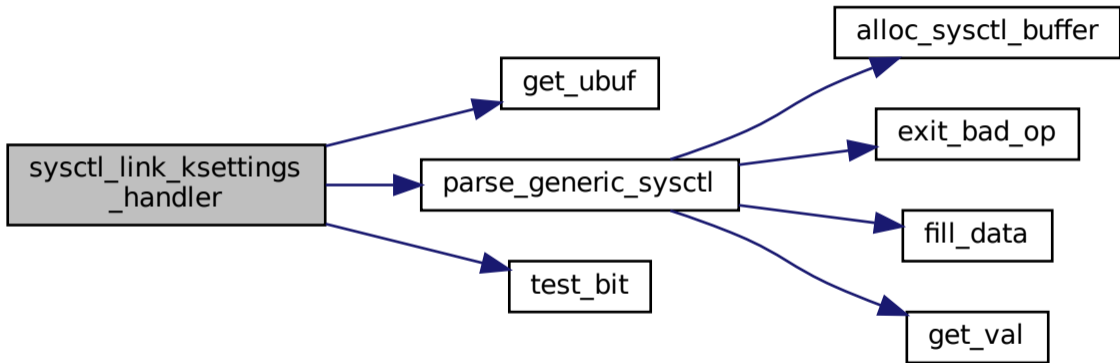 sysctl_link_ksettings
_handler
get_ubuf
parse_generic_sysctl
test_bit
alloc_sysctl_buffer
exit_bad_op
fill_data
get_val